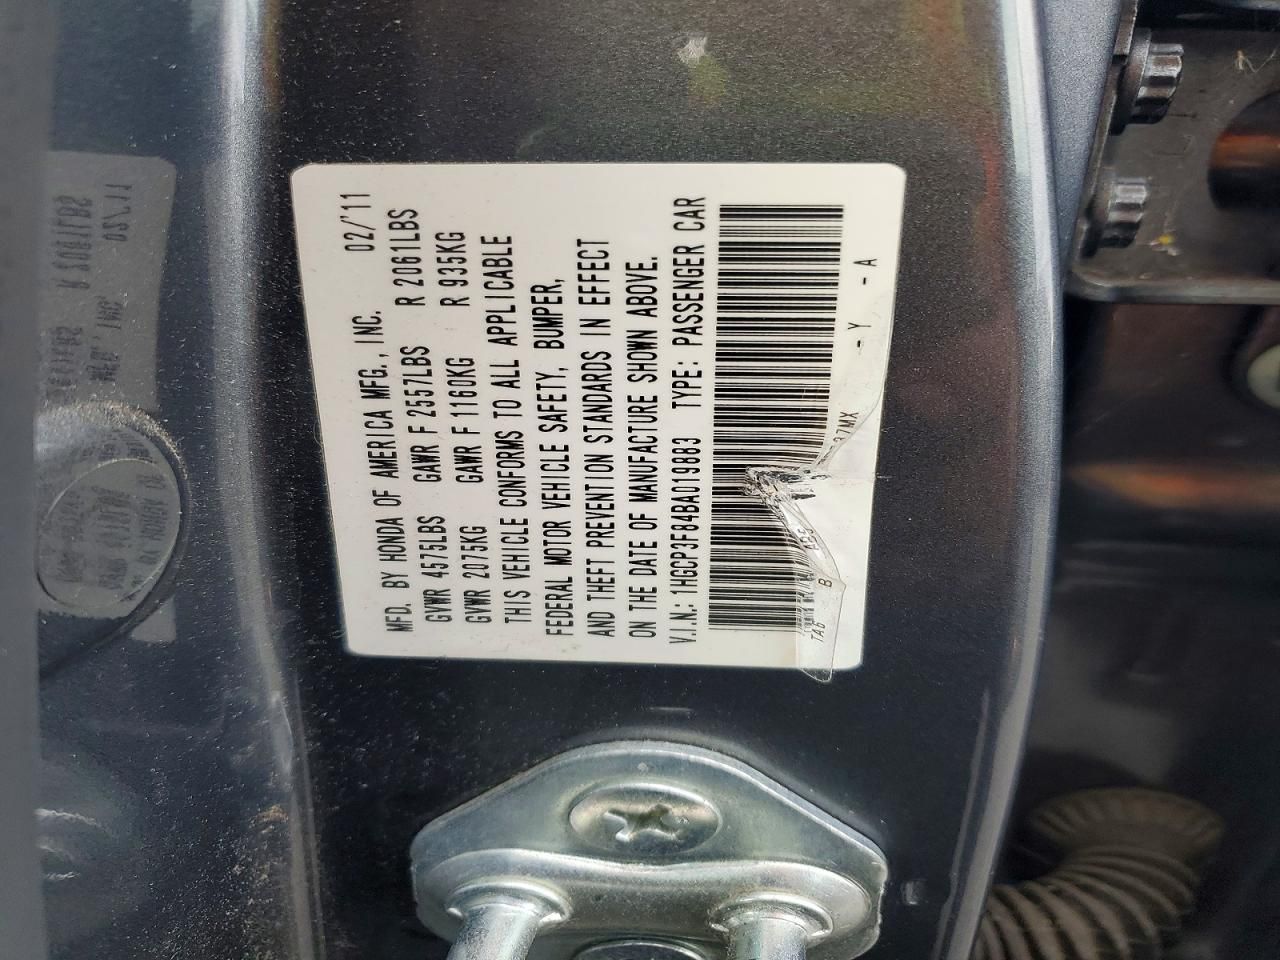 MFD. BY HONDA OF AMERICA MFG., INC. 02/'11
GVWR 4575LBS GAWR F 2557LBS R 2061LBS
GVWR 2075KG GAWR F 1160KG R 935KG
THIS VEHICLE CONFORMS TO ALL APPLICABLE
FEDERAL MOTOR VEHICLE SAFETY, BUMPER,
AND THEFT PREVENTION STANDARDS IN EFFECT
ON THE DATE OF MANUFACTURE SHOWN ABOVE.
V.I.N.: 1HGCP3F84BA019883 TYPE: PASSENGER CAR
- Y - A
TA6 B